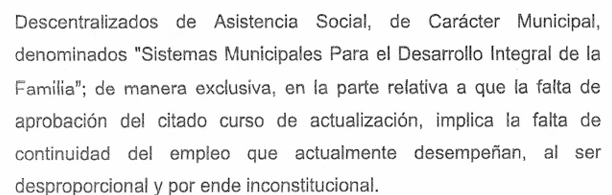 Descentralizados de Asistencia Social, de Carácter Municipal,
denominados "Sistemas Municipales Para el Desarrollo Integral de la
Familia"; de manera exclusiva, en la parte relativa a que la falta de
aprobación del citado curso de actualización, implica la falta de
continuidad del empleo que actualmente desempeñan, al ser
desproporcional y por ende inconstitucional.